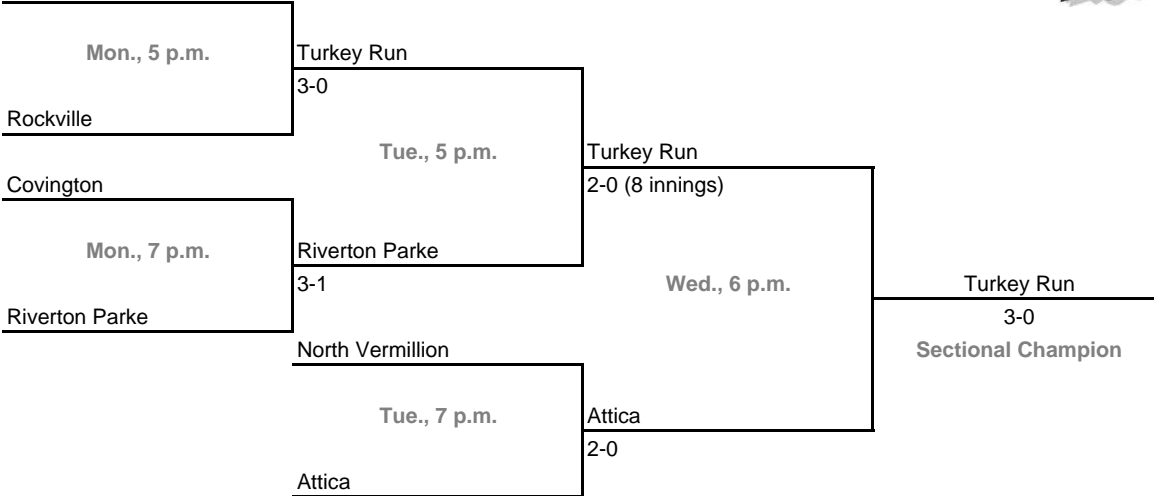 Mon., 5 p.m.
Turkey Run
3-0
Rockville
Tue., 5 p.m.
Turkey Run
2-0 (8 innings)
Covington
Mon., 7 p.m.
Riverton Parke
3-1
Riverton Parke
Wed., 6 p.m.
Turkey Run
3-0
Sectional Champion
North Vermillion
Tue., 7 p.m.
Attica
2-0
Attica